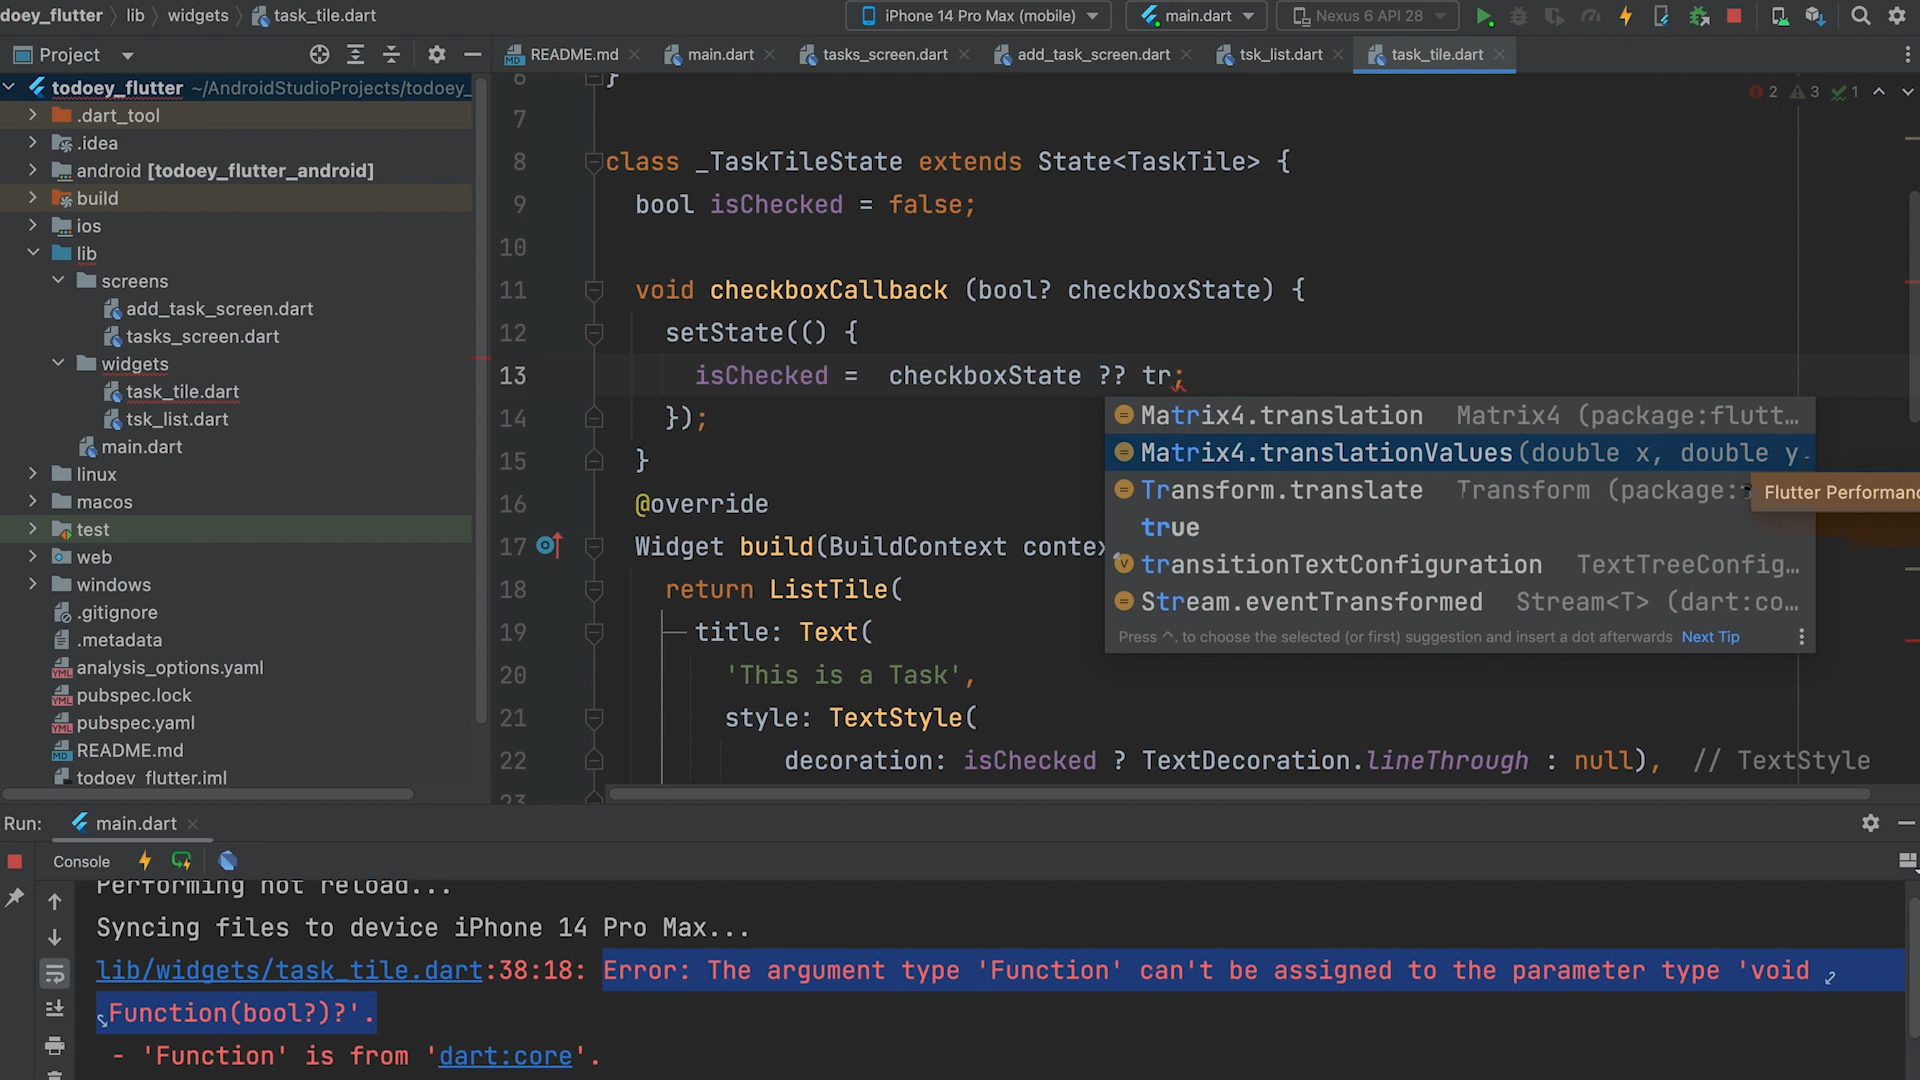 doey_flutter lib widgets task_tile.dart
iPhone 14 Pro Max (mobile) main.dart Nexus 6 API 28
Project
README.md main.dart tasks_screen.dart add_task_screen.dart tsk_list.dart task_tile.dart
todoey_flutter ~/AndroidStudioProjects/todoey_
.dart_tool
.idea
android [todoey_flutter_android]
build
ios
lib
screens
add_task_screen.dart
tasks_screen.dart
widgets
task_tile.dart
tsk_list.dart
main.dart
linux
macos
test
web
windows
.gitignore
.metadata
analysis_options.yaml
pubspec.lock
pubspec.yaml
README.md
todoey_flutter.iml
2 3 1
6 }
7
8 class _TaskTileState extends State<TaskTile> {
9 bool isChecked = false;
10
11 void checkboxCallback (bool? checkboxState) {
12 setState(() {
13 isChecked =  checkboxState ?? tr;
14 });
15 }
16 @override
17 Widget build(BuildContext contex
18 return ListTile(
19 title: Text(
20 'This is a Task',
21 style: TextStyle(
22 decoration: isChecked ? TextDecoration.lineThrough : null), // TextStyle
23
Matrix4.translation Matrix4 (package:flutt...
Matrix4.translationValues(double x, double y.
Transform.translate Transform (package:
true
transitionTextConfiguration TextTreeConfig...
Stream.eventTransformed Stream<T> (dart:co...
Press ^. to choose the selected (or first) suggestion and insert a dot afterwards Next Tip
Flutter Performanc
Run: main.dart
Console
Performing hot reload...
Syncing files to device iPhone 14 Pro Max...
lib/widgets/task_tile.dart:38:18: Error: The argument type 'Function' can't be assigned to the parameter type 'void
Function(bool?)?'.
- 'Function' is from 'dart:core'.